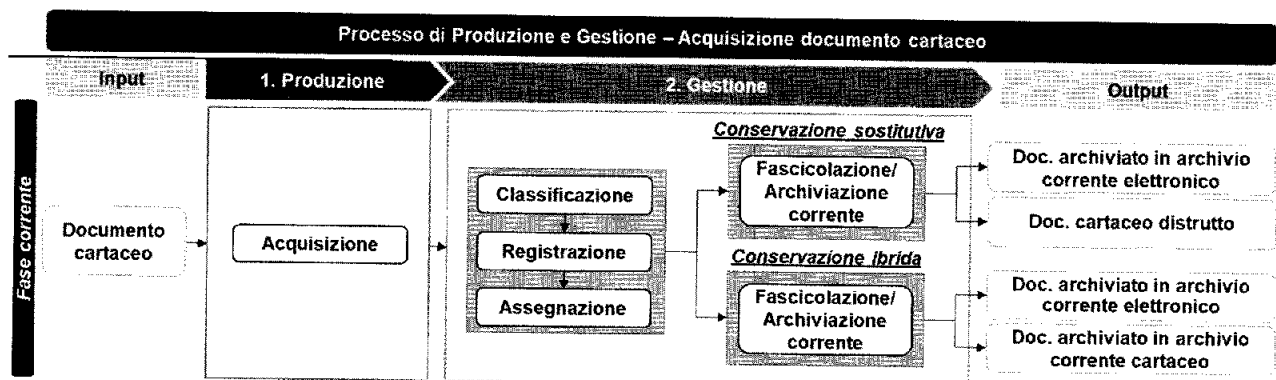 Processo di Produzione e Gestione – Acquisizione documento cartaceo
Input
1. Produzione
2. Gestione
Output
Fase corrente
Documento
cartaceo
Acquisizione
Classificazione
Registrazione
Assegnazione
Conservazione sostitutiva
Fascicolazione/
Archiviazione
corrente
Conservazione ibrida
Fascicolazione/
Archiviazione
corrente
Doc. archiviato in archivio
corrente elettronico
Doc. cartaceo distrutto
Doc. archiviato in archivio
corrente elettronico
Doc. archiviato in archivio
corrente cartaceo